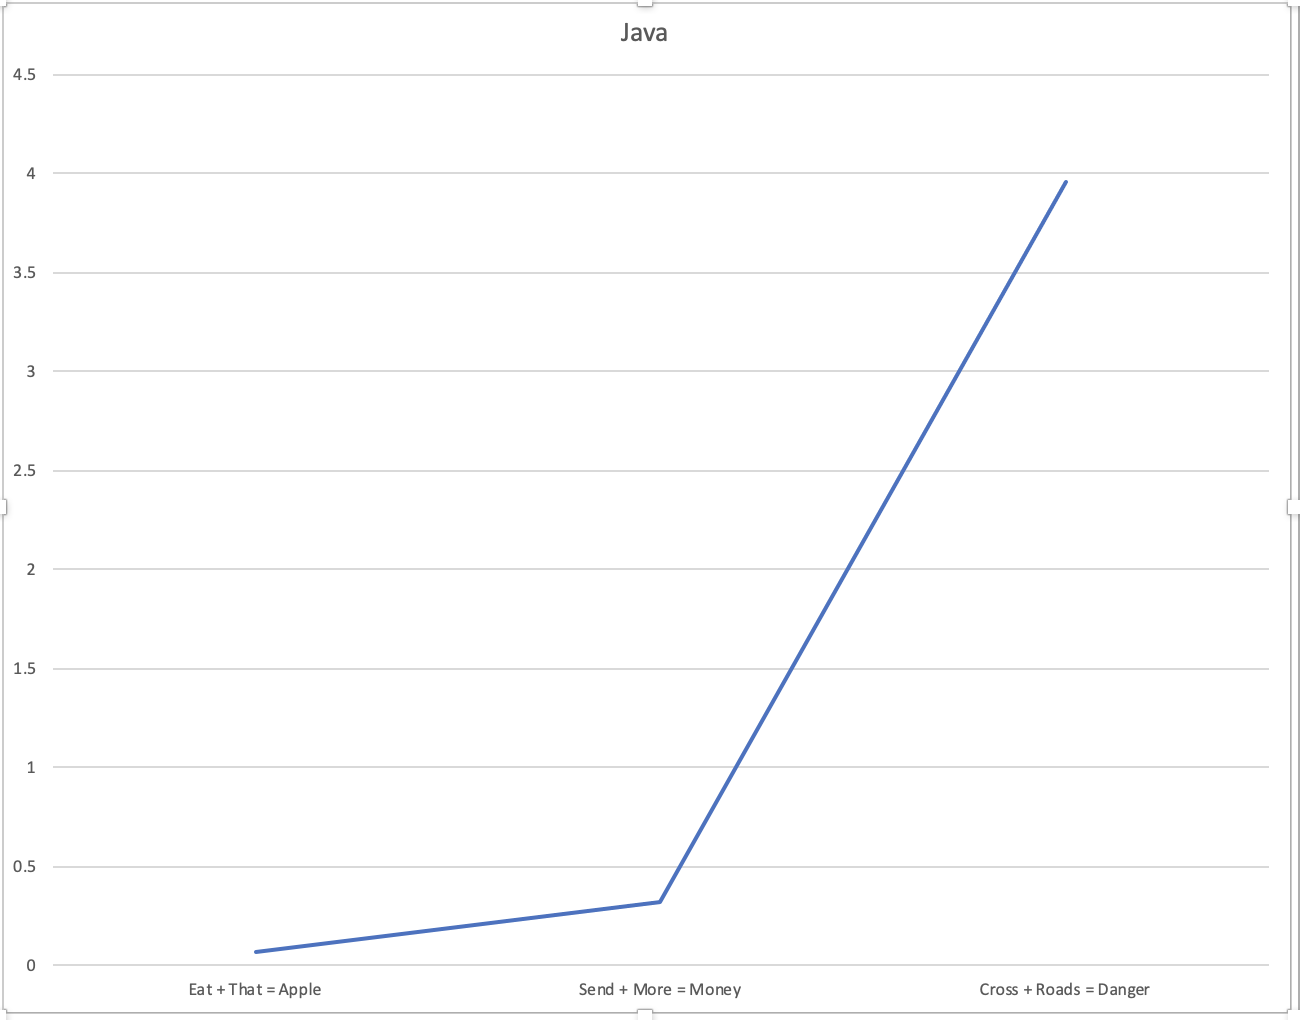 Java
4.5
4
3.5
3
2.5
2
1.5
1
0.5
0
Eat + That = Apple
Send + More = Money
Cross + Roads = Danger